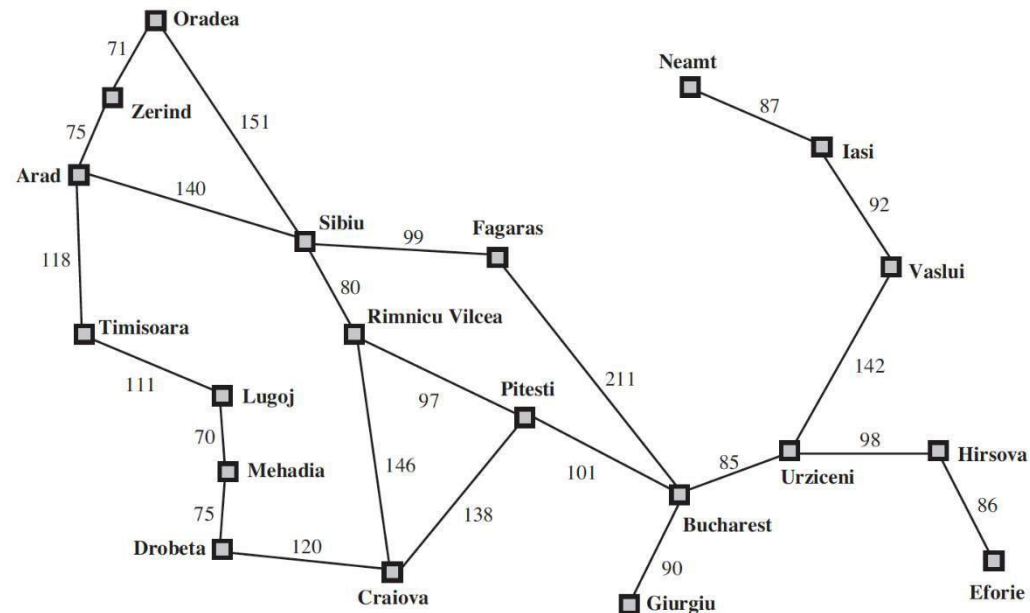 Oradea
71
Neamt
87
Zerind
151
75
Iasi
Arad
140
92
Sibiu
99
Fagaras
118
80
Vaslui
Timisoara
Rimnicu Vilcea
142
111
Lugoj
97
Pitesti
211
70
98
Hirsova
146
101
85
Mehadia
Urziceni
75
138
Bucharest
86
Drobeta
120
90
Craiova
Giurgiu
Eforie